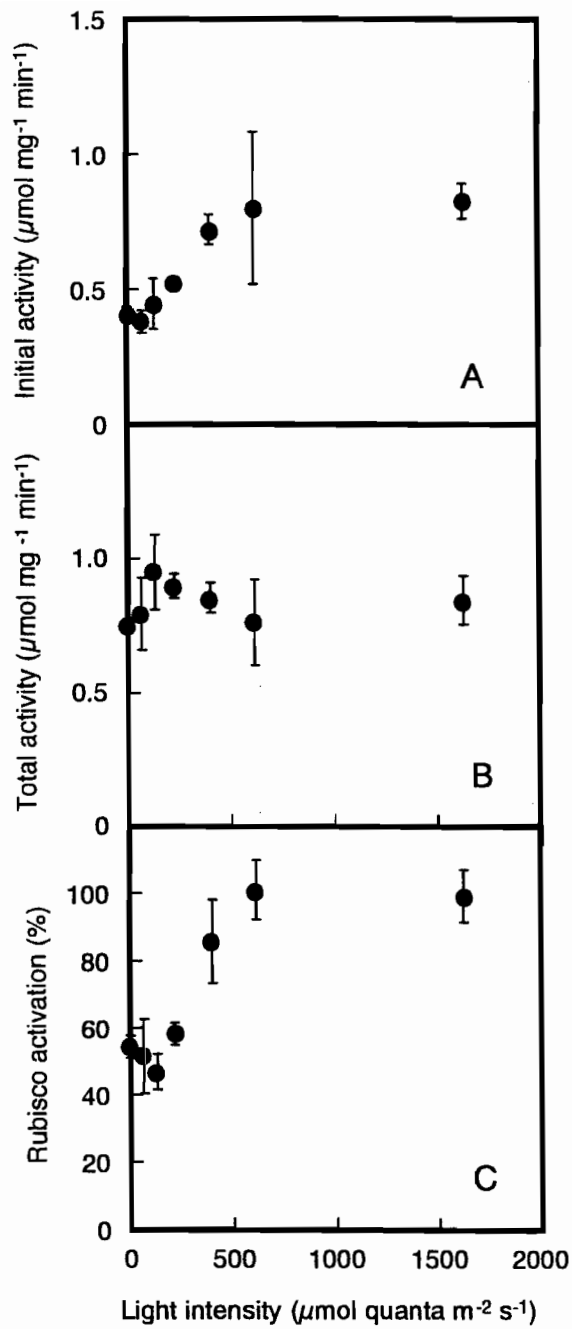 1.5
1.0
0.5
0
Initial activity (μmol mg-1 min-1)
A
1.0
0.5
0
Total activity (μmol mg -1 min-1)
B
100
80
60
40
20
0
Rubisco activation (%)
C
0 500 1000 1500 2000
Light intensity (μmol quanta m-2 s-1)